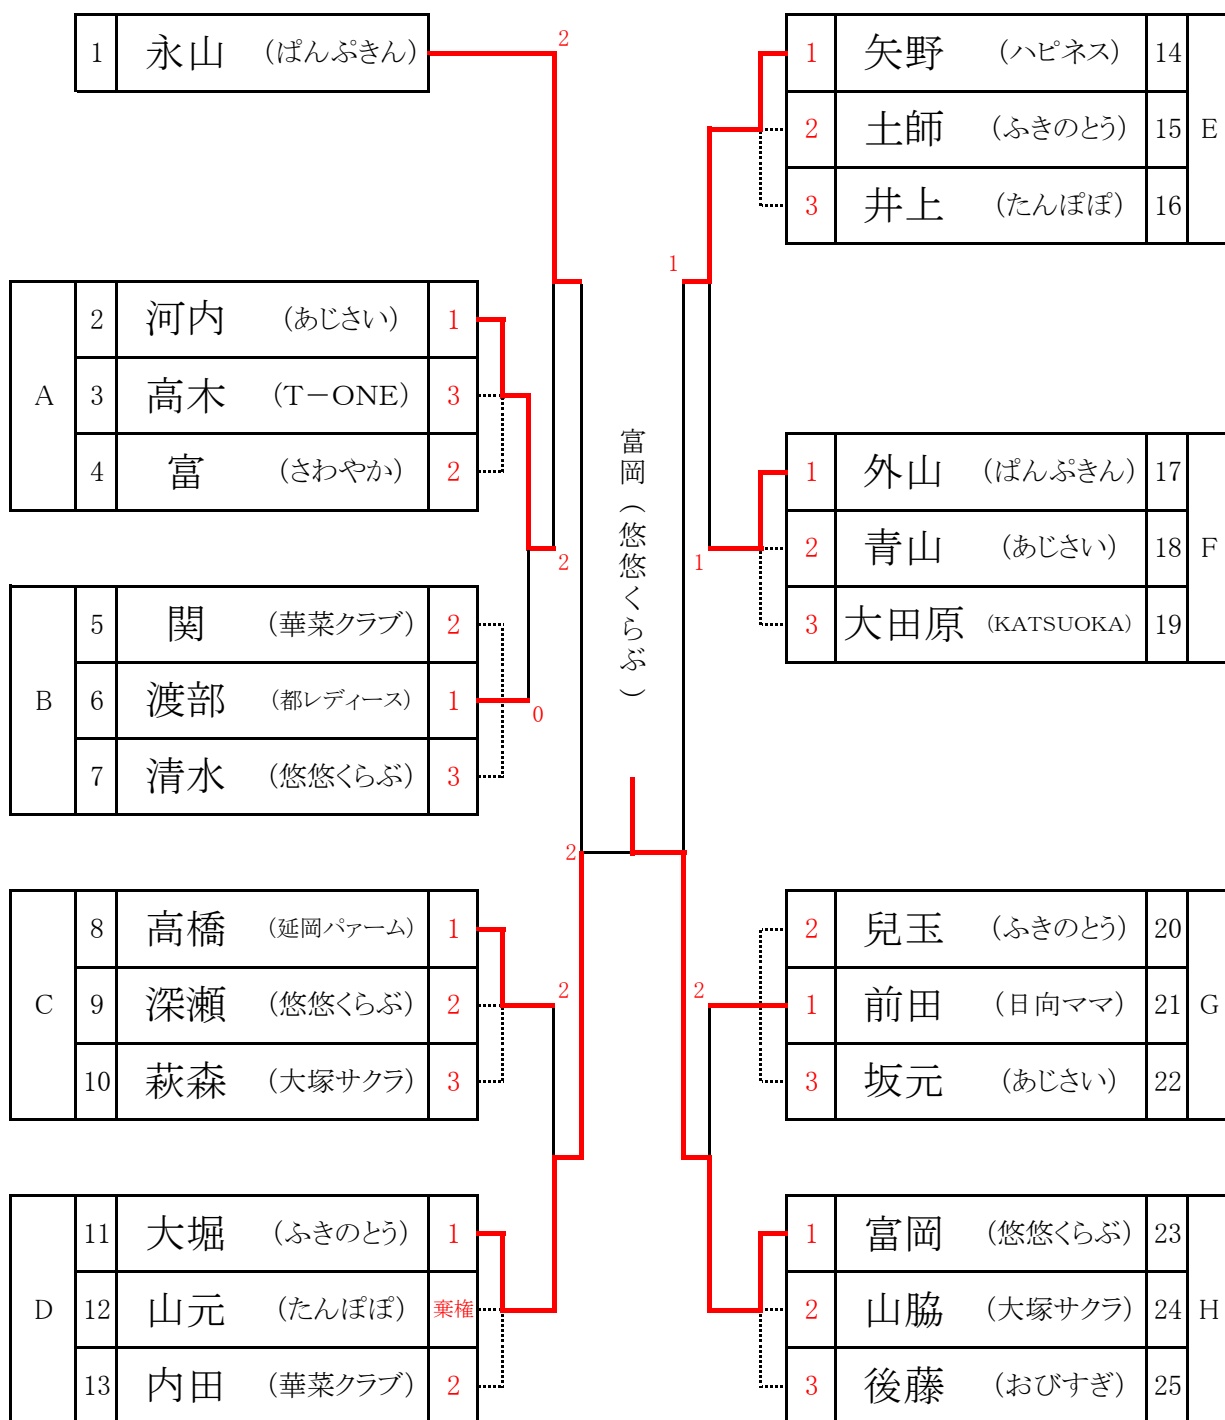 1 永山 (ぱんぷきん)
2
A
2 河内 (あじさい) 1
3 高木 (T－ONE) 3
4 富 (さわやか) 2
2
B
5 関 (華菜クラブ) 2
6 渡部 (都レディース) 1
7 清水 (悠悠くらぶ) 3
0
2
C
8 高橋 (延岡パァーム) 1
9 深瀬 (悠悠くらぶ) 2
10 萩森 (大塚サクラ) 3
2
D
11 大堀 (ふきのとう) 1
12 山元 (たんぽぽ) 棄権
13 内田 (華菜クラブ) 2
富岡(悠悠くらぶ)
1 矢野 (ハピネス) 14
2 土師 (ふきのとう) 15
3 井上 (たんぽぽ) 16
E
1
1 外山 (ぱんぷきん) 17
2 青山 (あじさい) 18
3 大田原 (KATSUOKA) 19
F
1
2 兒玉 (ふきのとう) 20
1 前田 (日向ママ) 21
3 坂元 (あじさい) 22
G
2
1 富岡 (悠悠くらぶ) 23
2 山脇 (大塚サクラ) 24
3 後藤 (おびすぎ) 25
H